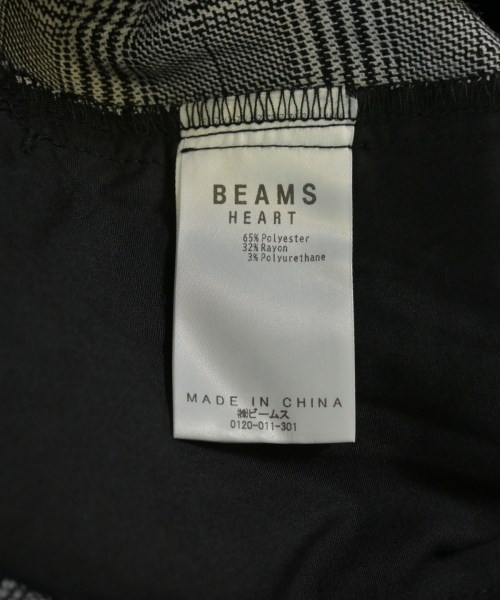 BEAMS
HEART
65% Polyester
32% Rayon
3% Polyurethane
MADE IN CHINA
㈱ビームス
0120-011-301